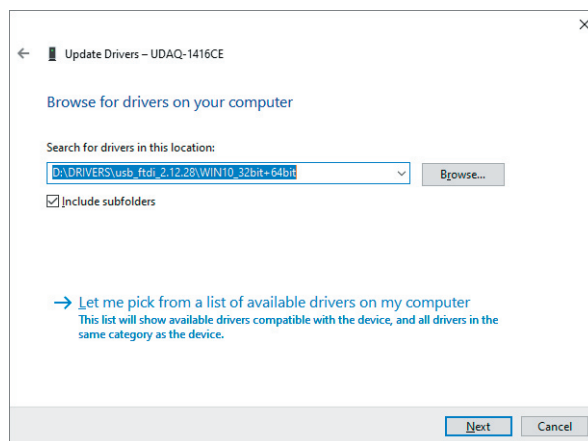 Update Drivers – UDAQ-1416CE
Browse for drivers on your computer
Search for drivers in this location:
D:\DRIVERS\usb_ftdi_2.12.28\WIN10_32bit+64bit
Browse...
Include subfolders
Let me pick from a list of available drivers on my computer
This list will show available drivers compatible with the device, and all drivers in the
same category as the device.
Next
Cancel